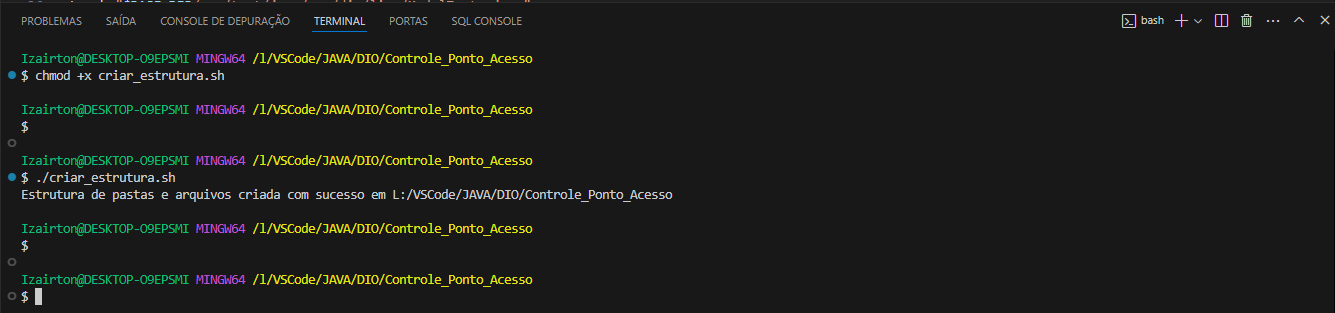 PROBLEMAS SAÍDA CONSOLE DE DEPURAÇÃO TERMINAL PORTAS SQL CONSOLE bash
Izairton@DESKTOP-O9EPSMI MINGW64 /l/VSCode/JAVA/DIO/Controle_Ponto_Acesso
$ chmod +x criar_estrutura.sh
Izairton@DESKTOP-O9EPSMI MINGW64 /l/VSCode/JAVA/DIO/Controle_Ponto_Acesso
$
Izairton@DESKTOP-O9EPSMI MINGW64 /l/VSCode/JAVA/DIO/Controle_Ponto_Acesso
$ ./criar_estrutura.sh
Estrutura de pastas e arquivos criada com sucesso em L:/VSCode/JAVA/DIO/Controle_Ponto_Acesso
Izairton@DESKTOP-O9EPSMI MINGW64 /l/VSCode/JAVA/DIO/Controle_Ponto_Acesso
$
Izairton@DESKTOP-O9EPSMI MINGW64 /l/VSCode/JAVA/DIO/Controle_Ponto_Acesso
$